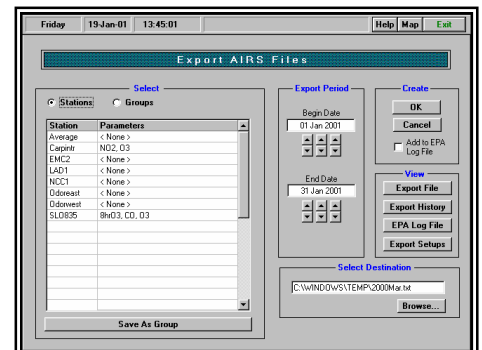 Friday 19-Jan-01 13:45:01 Help Map Exit
Export AIRS Files
Select
Stations Groups
Station Parameters
Average < None >
Carpintr NO2, O3
EMC2 < None >
LAD1 < None >
NCC1 < None >
Odoreast < None >
Odorwest < None >
SLO835 8hrO3, CO, O3
Save As Group
Export Period
Begin Date
01 Jan 2001
End Date
31 Jan 2001
Create
OK
Cancel
Add to EPA
Log File
View
Export File
Export History
EPA Log File
Export Setups
Select Destination
C:\WINDOWS\TEMP\2000Mar.txt
Browse...